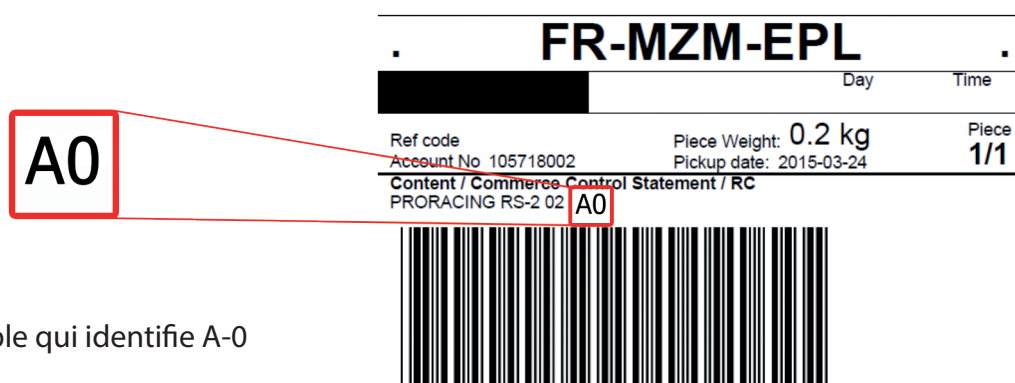 . FR-MZM-EPL .
Day Time
A0
Ref code
Piece Weight: 0.2 kg
Piece
Account No 105718002
Pickup date: 2015-03-24
1/1
Content / Commerce Control Statement / RC
PRORACING RS-2 02 A0
qui identifie A-0